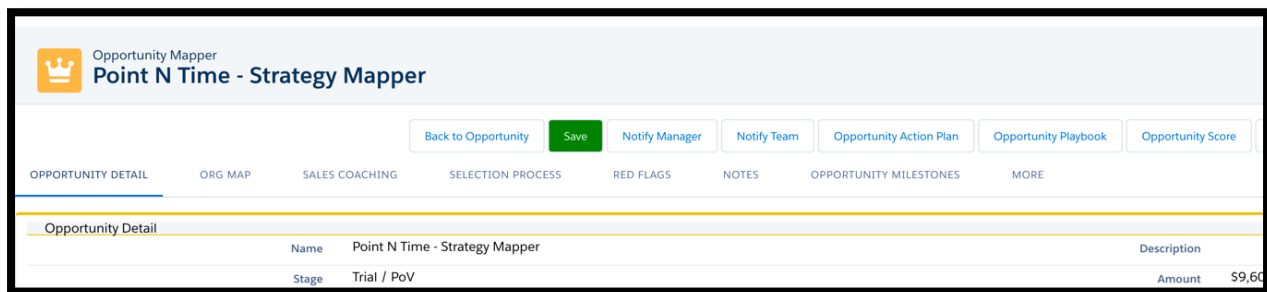 Opportunity Mapper
Point N Time - Strategy Mapper
Back to Opportunity Save Notify Manager Notify Team Opportunity Action Plan Opportunity Playbook Opportunity Score
OPPORTUNITY DETAIL ORG MAP SALES COACHING SELECTION PROCESS RED FLAGS NOTES OPPORTUNITY MILESTONES MORE
Opportunity Detail
Name Point N Time - Strategy Mapper Description
Stage Trial / PoV Amount